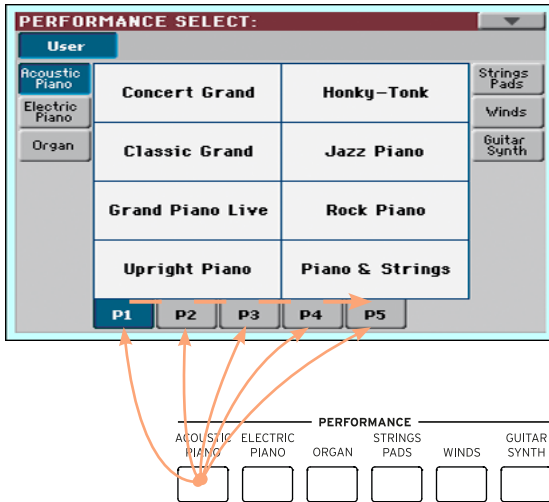 PERFORMANCE SELECT:
User
Acoustic Piano
Electric Piano
Organ
Concert Grand
Honky-Tonk
Classic Grand
Jazz Piano
Grand Piano Live
Rock Piano
Upright Piano
Piano & Strings
Strings Pads
Winds
Guitar Synth
P1 P2 P3 P4 P5
PERFORMANCE
ACOUSTIC PIANO
ELECTRIC PIANO
ORGAN
STRINGS PADS
WINDS
GUITAR SYNTH